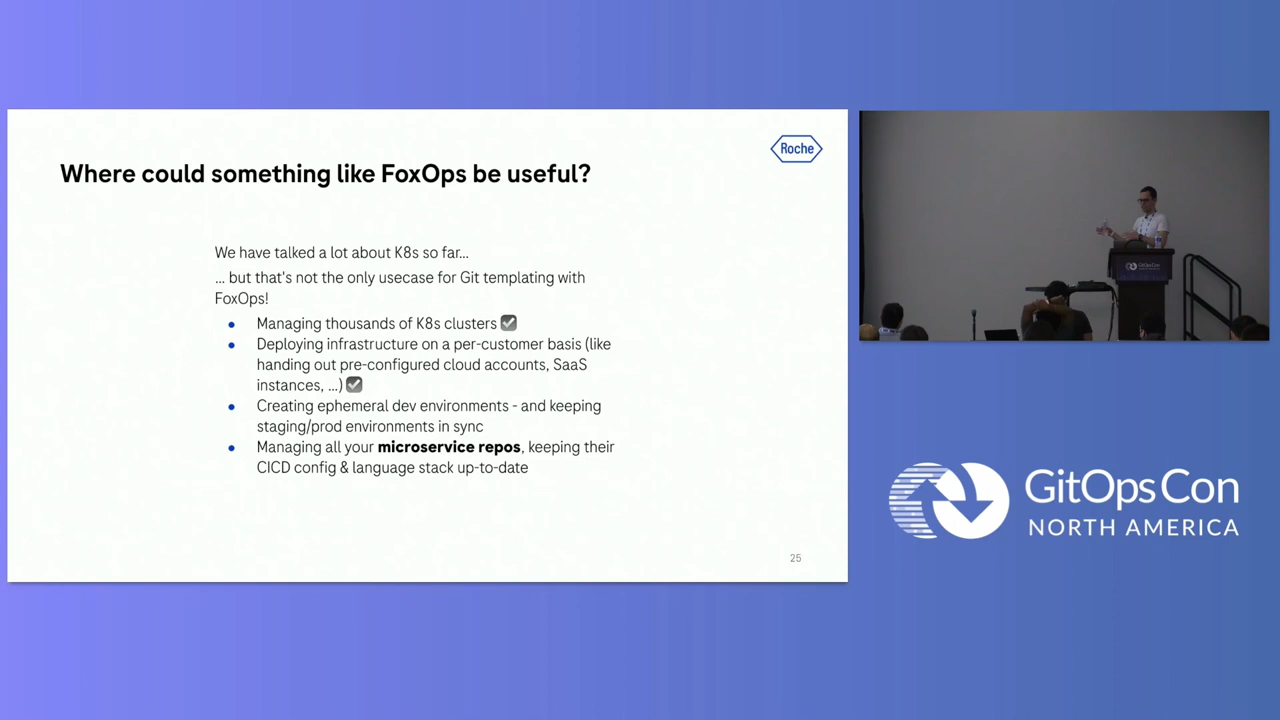 Roche
Where could something like FoxOps be useful?
We have talked a lot about K8s so far...
... but that's not the only usecase for Git templating with
FoxOps!
● Managing thousands of K8s clusters ☑
● Deploying infrastructure on a per-customer basis (like
handing out pre-configured cloud accounts, SaaS
instances, ...) ☑
● Creating ephemeral dev environments - and keeping
staging/prod environments in sync
● Managing all your microservice repos, keeping their
CICD config & language stack up-to-date
25
GitOpsCon
NORTH AMERICA